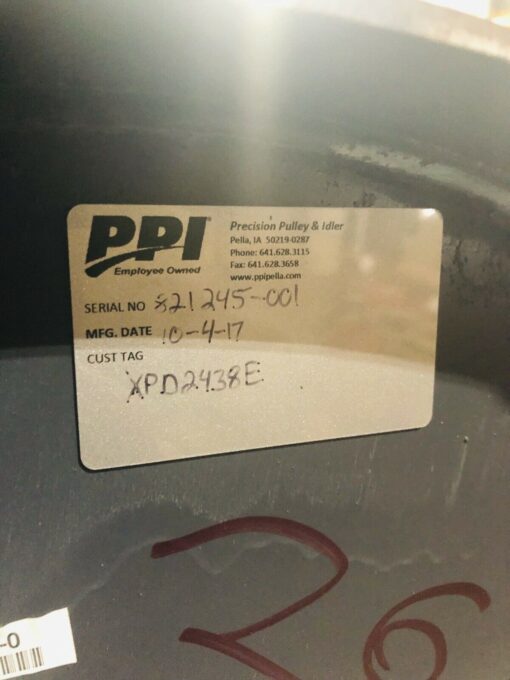 PPI
Employee Owned
Precision Pulley & Idler
Pella, IA 50219-0287
Phone: 641.628.3115
Fax: 641.628.3658
www.ppipella.com
SERIAL NO 821245-001
MFG. DATE 10-4-17
CUST TAG
XPD2438E
26
-0